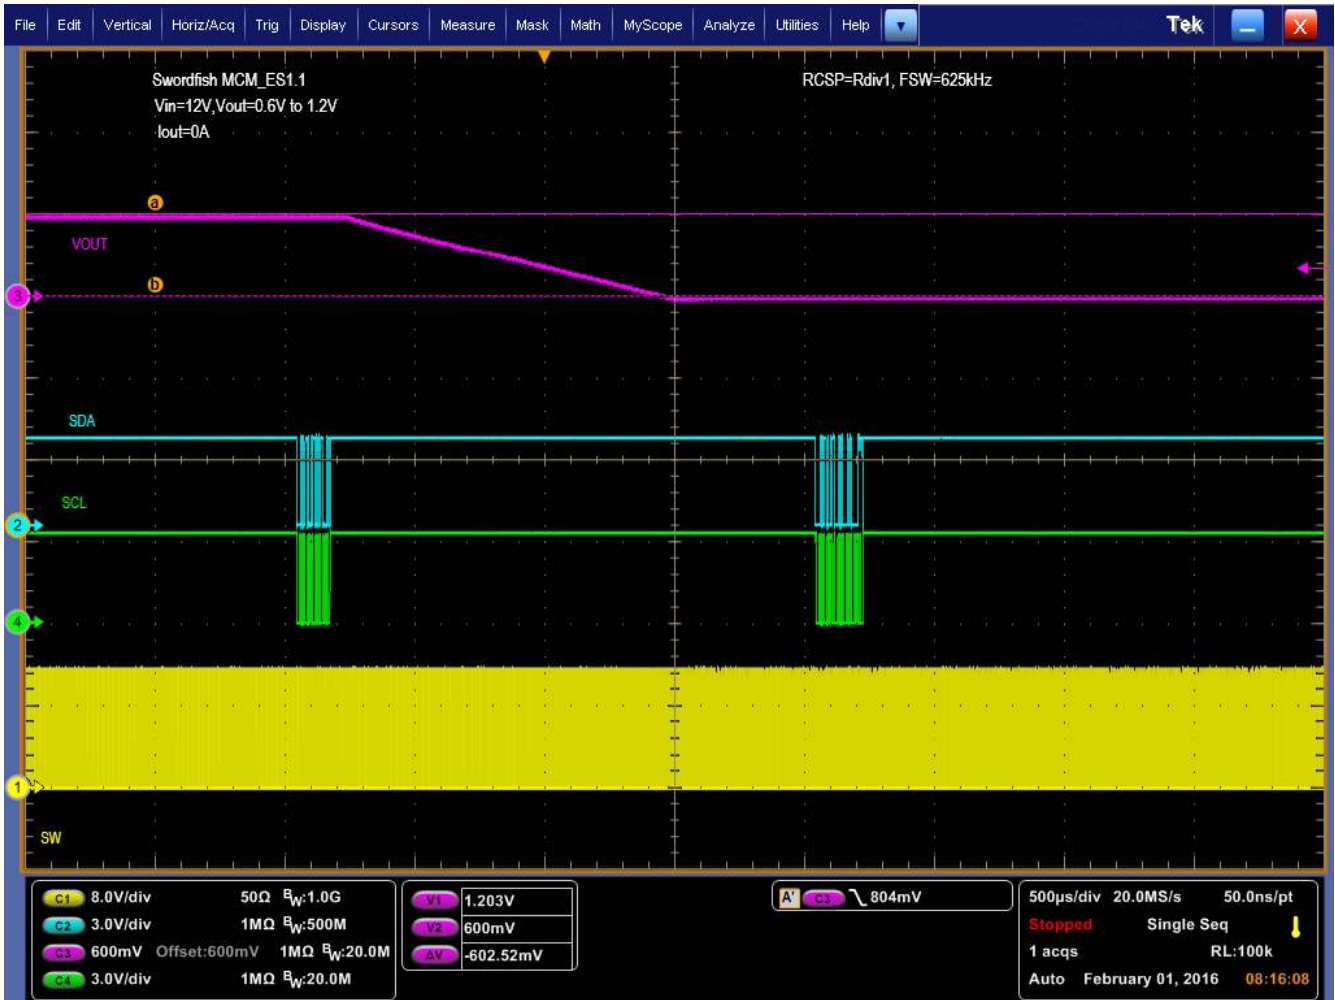 File Edit Vertical Horiz/Acq Trig Display Cursors Measure Mask Math MyScope Analyze Utilities Help Tek X
Swordfish MCM_ES1.1 RCSP=Rdiv1, FSW=625kHz
Vin=12V,Vout=0.6V to 1.2V
Iout=0A
a
VOUT
b
3
SDA
SCL
2
4
1
SW
C1 8.0V/div 50Ω BW:1.0G
C2 3.0V/div 1MΩ BW:500M
C3 600mV Offset:600mV 1MΩ BW:20.0M
C4 3.0V/div 1MΩ BW:20.0M
V1 1.203V
V2 600mV
ΔV -602.52mV
A' C3 804mV
500µs/div 20.0MS/s 50.0ns/pt
Stopped Single Seq
1 acqs RL:100k
Auto February 01, 2016 08:16:08